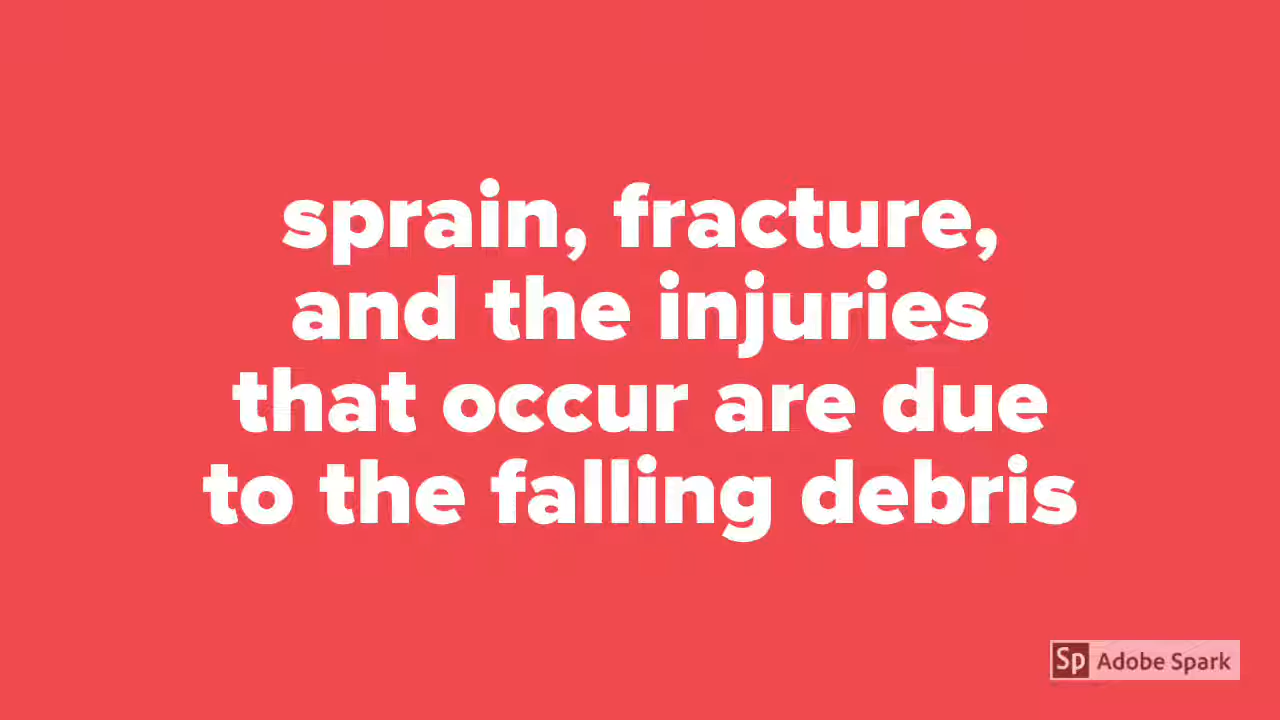 sprain, fracture,
and the injuries
that occur are due
to the falling debris
Sp Adobe Spark